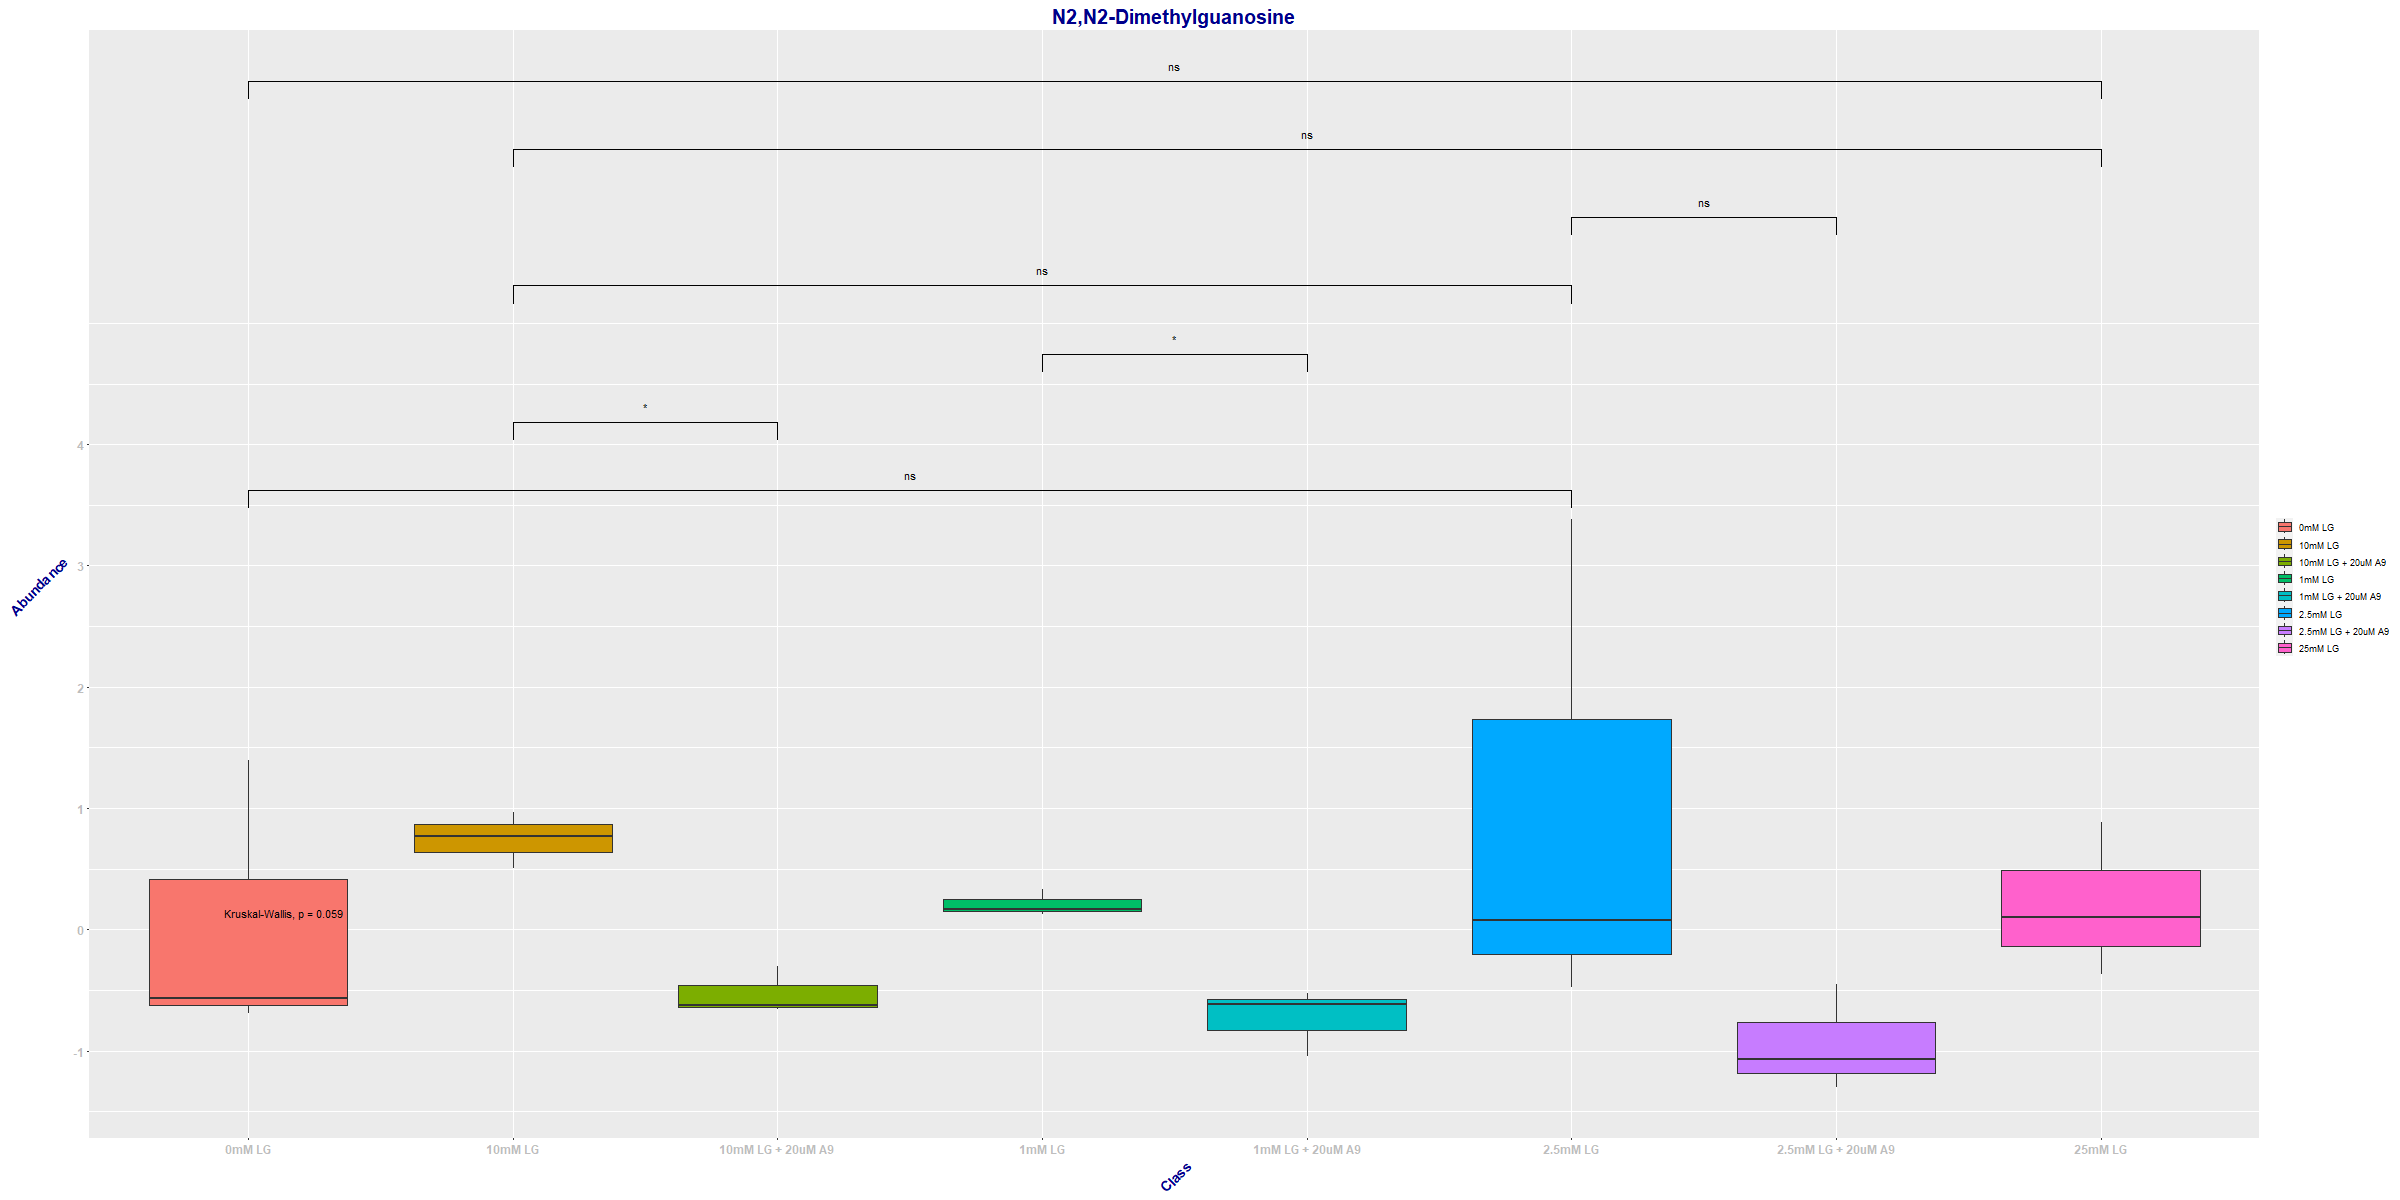 N2,N2-Dimethylguanosine
ns
ns
ns
ns
*
*
ns
4
3
2
1
0
-1
Abundance
Kruskal-Wallis, p = 0.059
0mM LG
10mM LG
10mM LG + 20uM A9
1mM LG
1mM LG + 20uM A9
2.5mM LG
2.5mM LG + 20uM A9
25mM LG
Class
0mM LG
10mM LG
10mM LG + 20uM A9
1mM LG
1mM LG + 20uM A9
2.5mM LG
2.5mM LG + 20uM A9
25mM LG